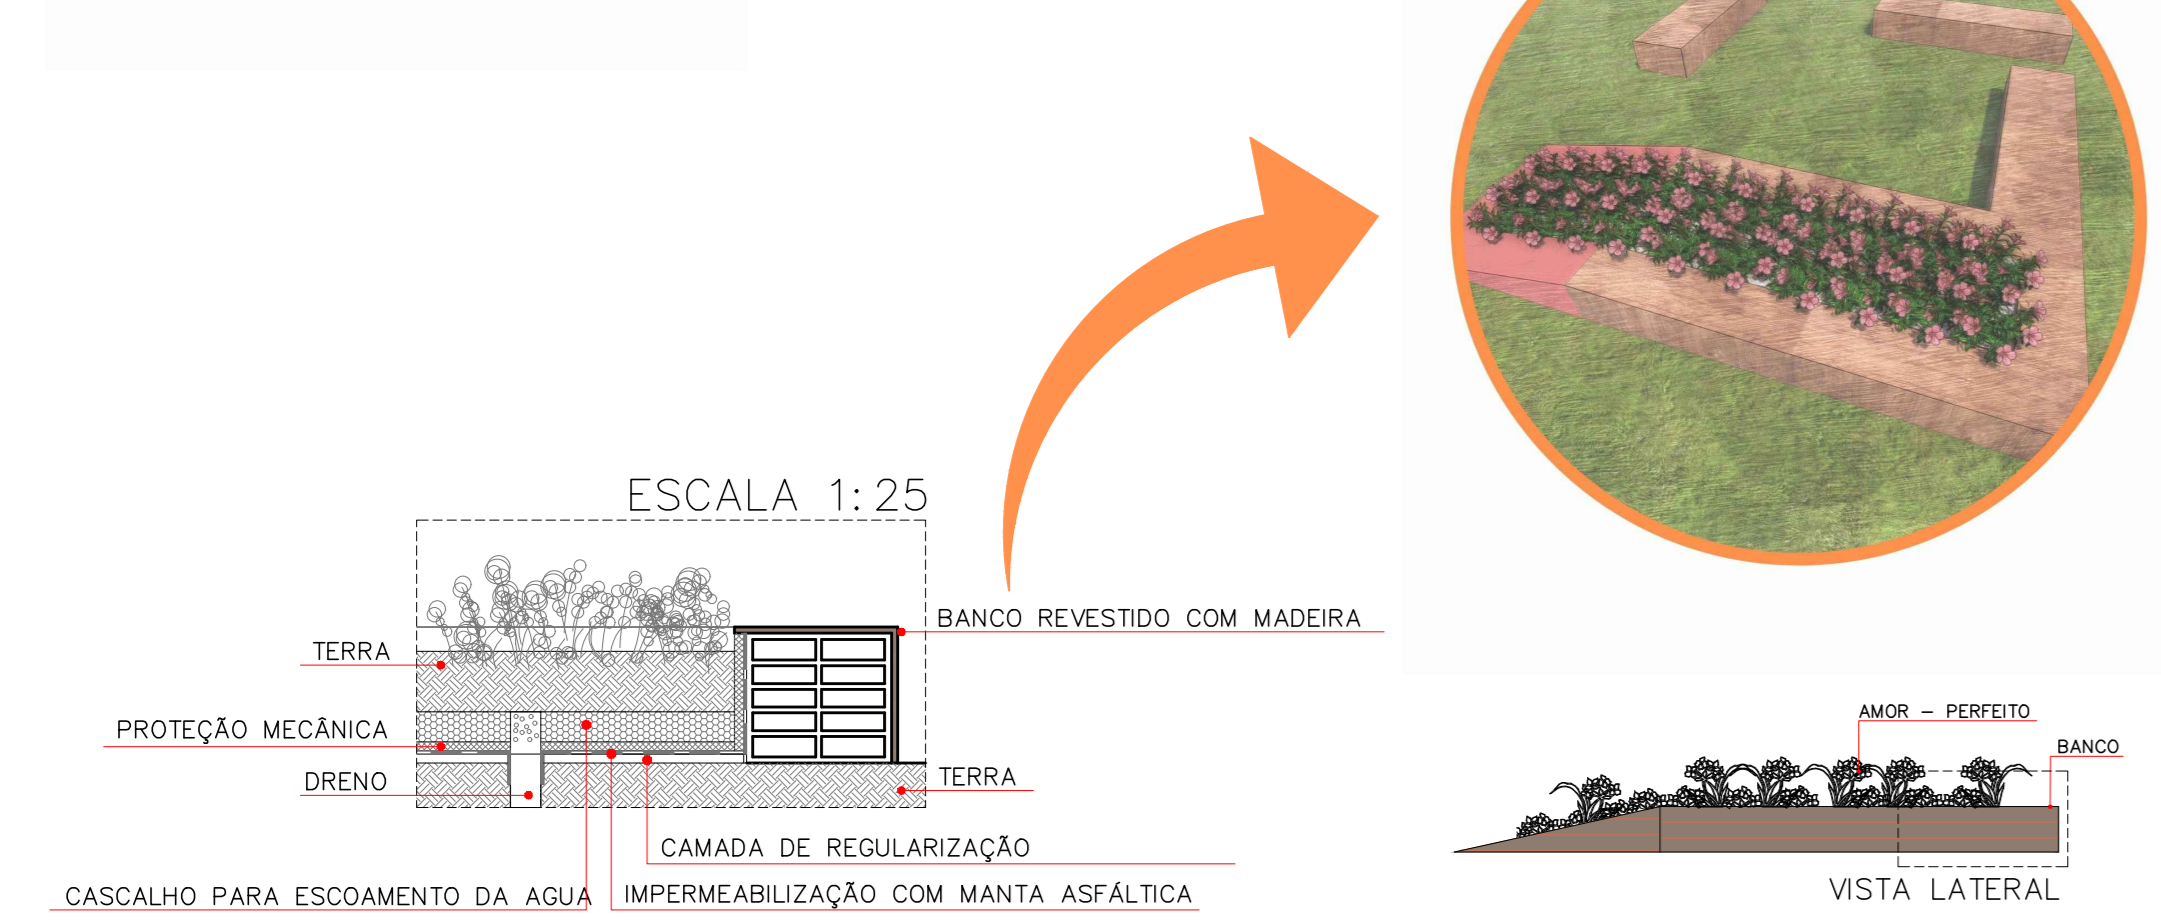 ESCALA 1:25
BANCO REVESTIDO COM MADEIRA
TERRA
PROTEÇÃO MECÂNICA
DRENO
TERRA
CAMADA DE REGULARIZAÇÃO
CASCALHO PARA ESCOAMENTO DA AGUA
IMPERMEABILIZAÇÃO COM MANTA ASFÁLTICA
AMOR - PERFEITO
BANCO
VISTA LATERAL